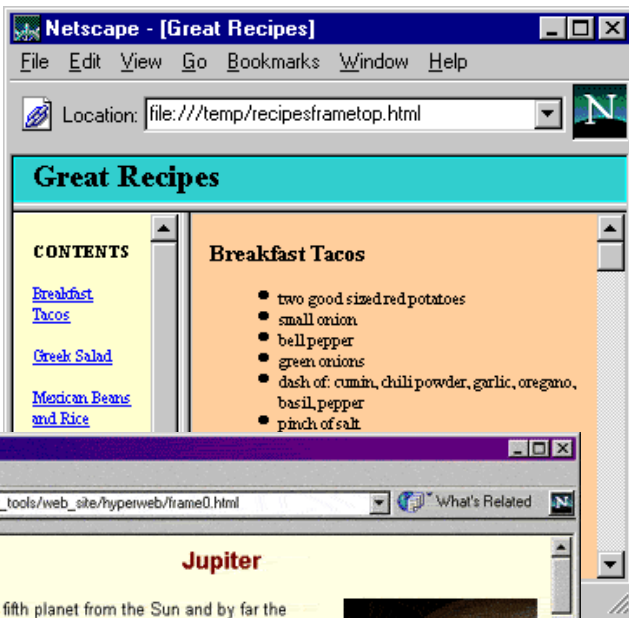 Netscape - [Great Recipes]
File Edit View Go Bookmarks Window Help
Location: file:///temp/recipesframetop.html
N
Great Recipes
CONTENTS
Breakfast
Tacos
Greek Salad
Mexican Beans
and Rice
Breakfast Tacos
two good sized red potatoes
small onion
bell pepper
green onions
dash of: cumin, chili powder, garlic, oregano,
basil, pepper
pinch of salt
_tools/web_site/hyperweb/frame0.html What's Related N
Jupiter
fifth planet from the Sun and by far the